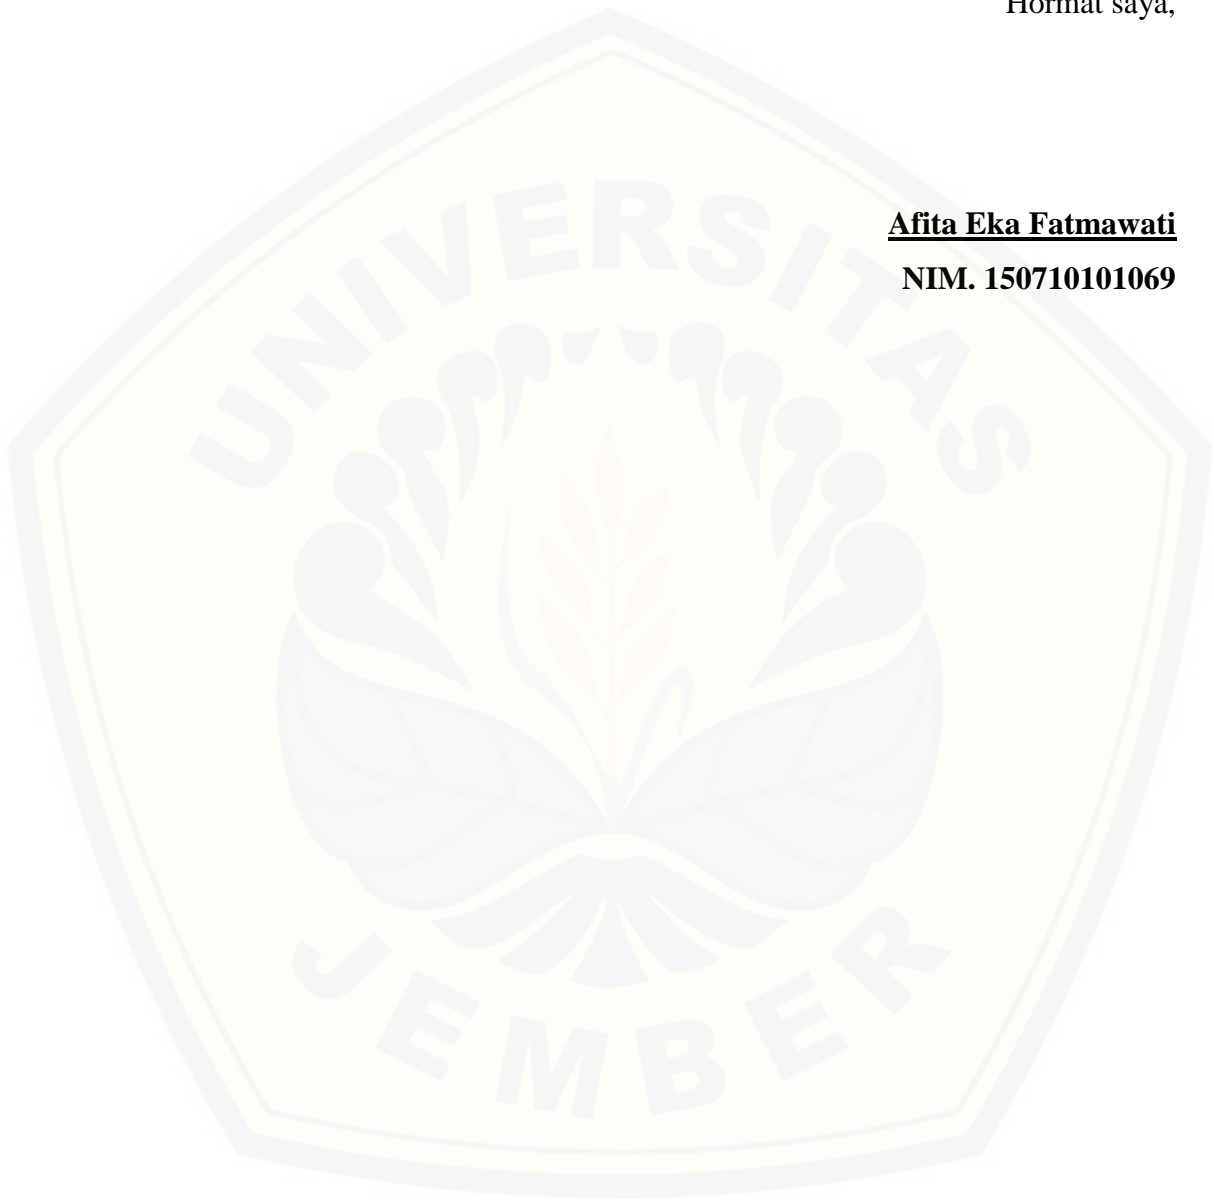 Hormat saya,
Afita Eka Fatmawati
NIM. 150710101069
UNIVERSITAS
JEMBER